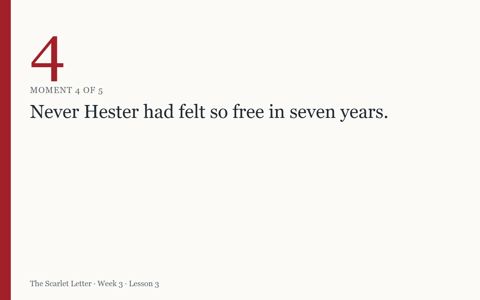 4
MOMENT 4 OF 5
Never Hester had felt so free in seven years.
The Scarlet Letter · Week 3 · Lesson 3